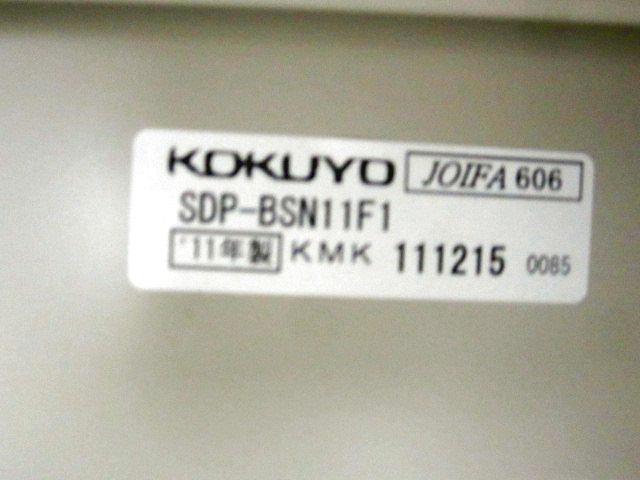 KOKUYO JOIFA 606
SDP-BSN11F1
'11年製 KMK 111215 0085